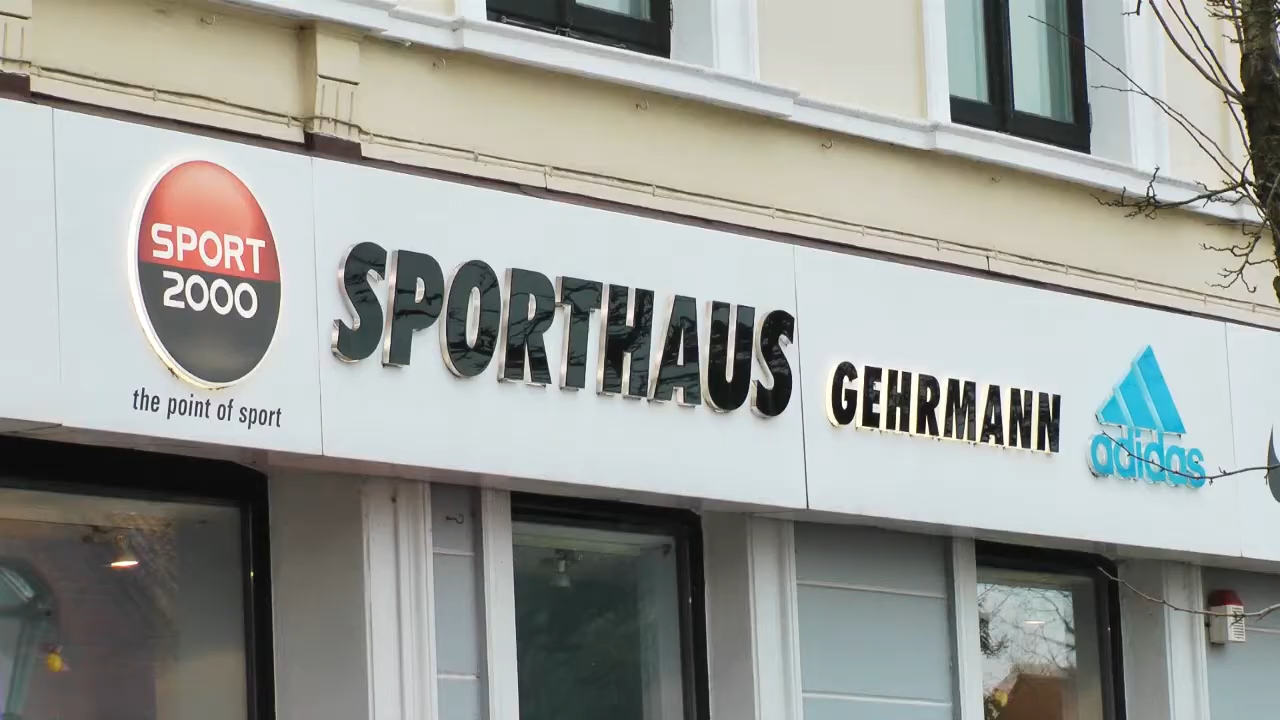 SPORT
2000
the point of sport
SPORTHAUS
GEHRMANN
adidas